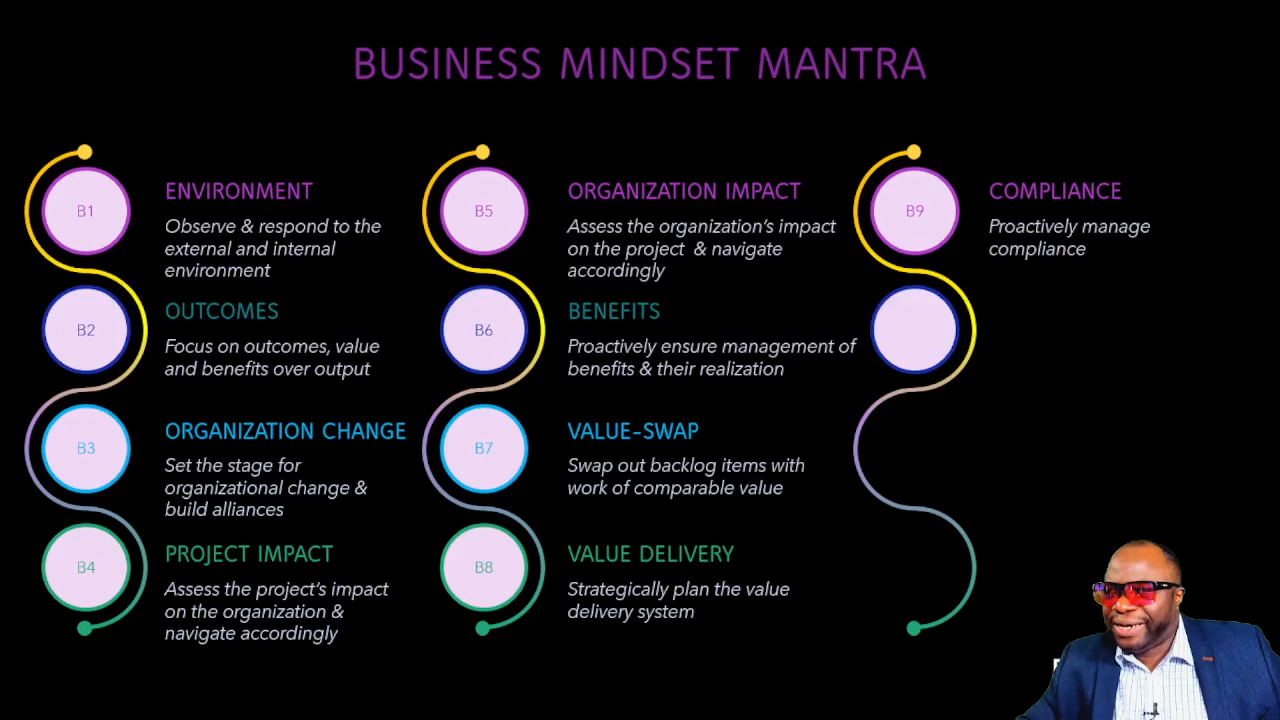 BUSINESS MINDSET MANTRA
B1
ENVIRONMENT
Observe & respond to the
external and internal
environment
B2
OUTCOMES
Focus on outcomes, value
and benefits over output
B3
ORGANIZATION CHANGE
Set the stage for
organizational change &
build alliances
B4
PROJECT IMPACT
Assess the project's impact
on the organization &
navigate accordingly
B5
ORGANIZATION IMPACT
Assess the organization's impact
on the project & navigate
accordingly
B6
BENEFITS
Proactively ensure management of
benefits & their realization
B7
VALUE-SWAP
Swap out backlog items with
work of comparable value
B8
VALUE DELIVERY
Strategically plan the value
delivery system
B9
COMPLIANCE
Proactively manage
compliance